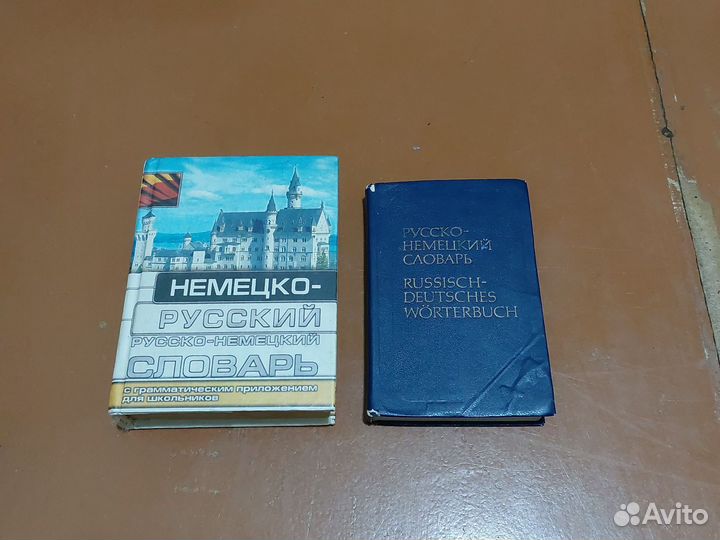 НЕМЕЦКО-
РУССКИЙ
РУССКО-НЕМЕЦКИЙ
СЛОВАРЬ
с грамматическим приложением
для школьников
РУССКО-
НЕМЕЦКИЙ
СЛОВАРЬ
RUSSISCH-
DEUTSCHES
WÖRTERBUCH
Avito